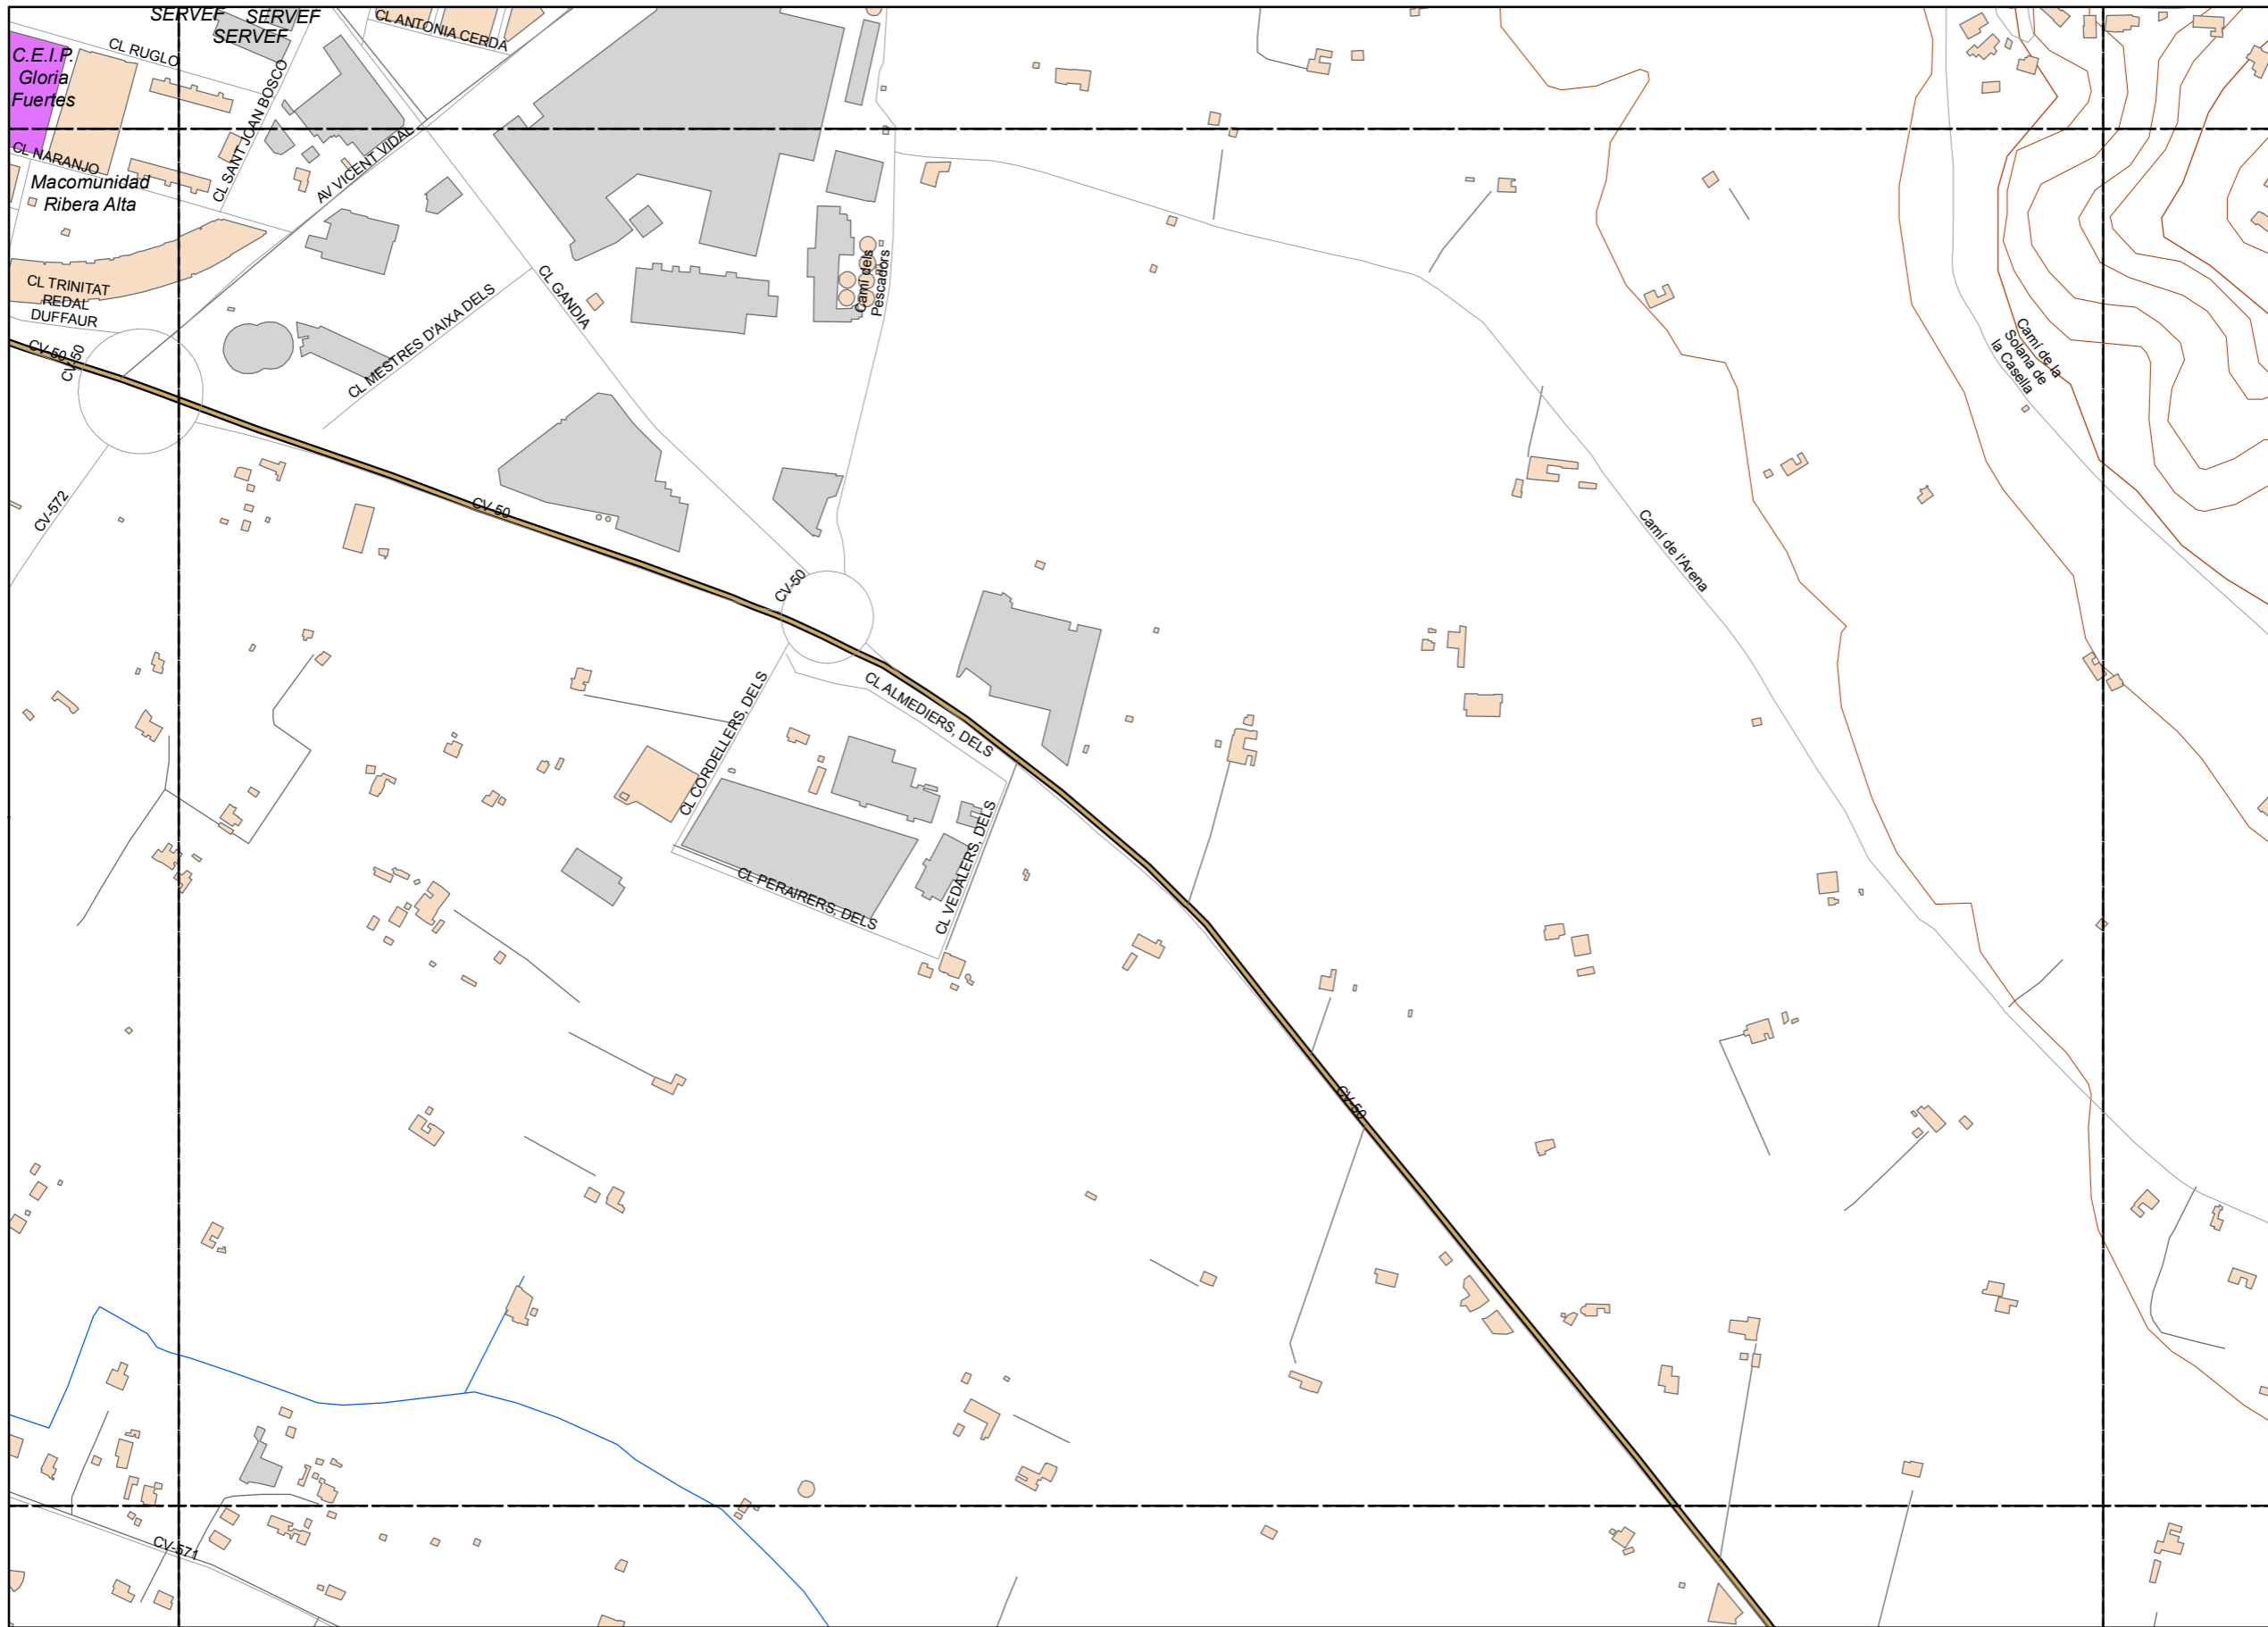 SERVEF
SERVEF
SERVEF
CL ANTONIA CERDÁ
CL RUGLO
C.E.I.P.
Gloria
Fuertes
CL SANT JCAN BOSCO
AV VICENT VIDAL
CL NARANJO
Macomunidad
Ribera Alta
CL TRINITAT
REDAL
DUFFAUR
CL GANDIA
CL MESTRES D'AIXA DELS
Camí dels
Pescadors
CV-50
CV-50
CV-572
CV-50
CV-50
Camí de la
Solana de
la Casella
Camí de l'Arena
CL ALMEDIERS, DELS
CL CORDELLERS, DELS
CL VEDALERS, DELS
CL PERAIRERS, DELS
CV-50
CV-571